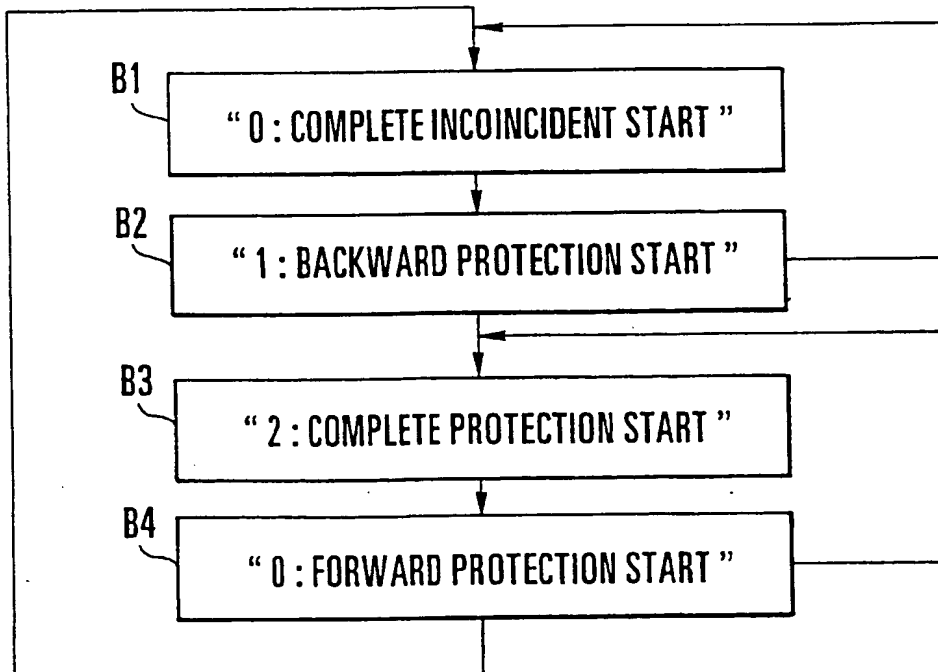 B1
“ 0 : COMPLETE INCOINCIDENT START ”
B2
“ 1 : BACKWARD PROTECTION START ”
B3
“ 2 : COMPLETE PROTECTION START ”
B4
“ 0 : FORWARD PROTECTION START ”